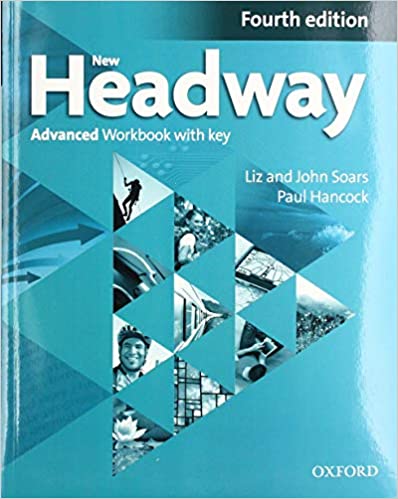 Fourth edition
New
Headway
Advanced Workbook with key
Liz and John Soars
Paul Hancock
OXFORD